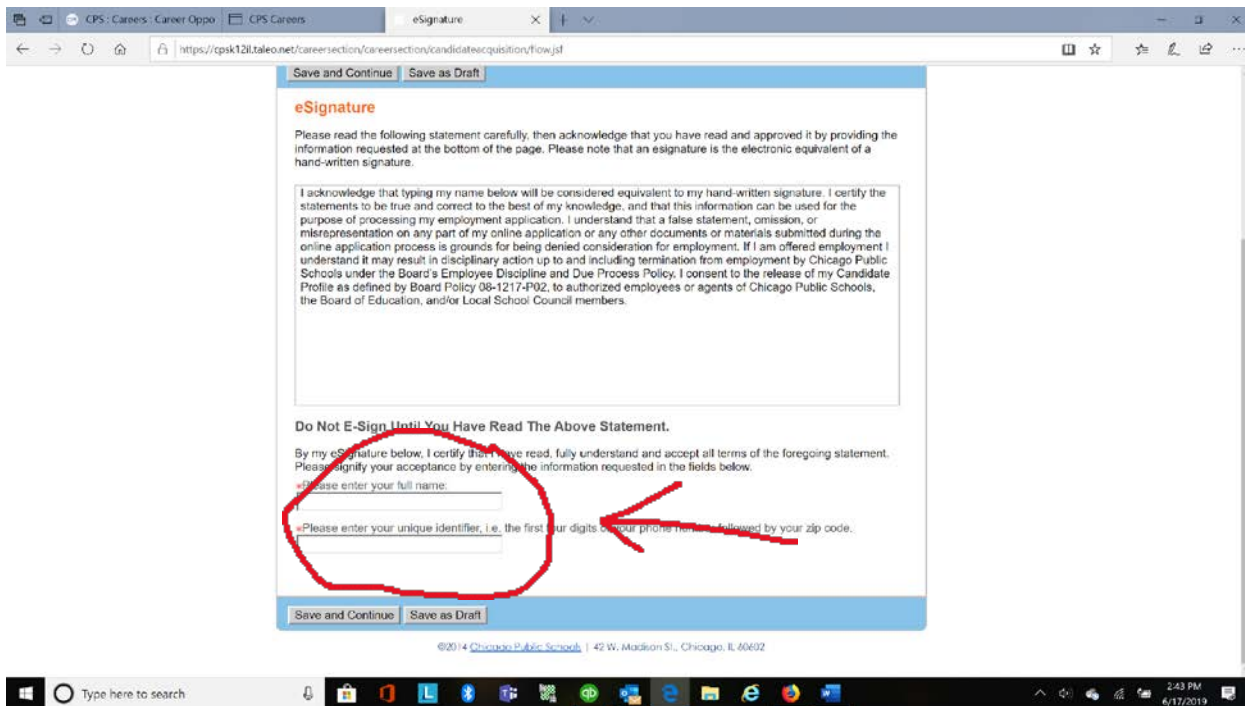 CPS : Careers : Career Oppo CPS Careers eSignature
https://cpsk12il.taleo.net/careersection/careersection/candidateacquisition/flow.jsf
Save and Continue Save as Draft
eSignature
Please read the following statement carefully, then acknowledge that you have read and approved it by providing the
information requested at the bottom of the page. Please note that an esignature is the electronic equivalent of a
hand-written signature.
I acknowledge that typing my name below will be considered equivalent to my hand-written signature. I certify the
statements to be true and correct to the best of my knowledge, and that this information can be used for the
purpose of processing my employment application. I understand that a false statement, omission, or
misrepresentation on any part of my online application or any other documents or materials submitted during the
online application process is grounds for being denied consideration for employment. If I am offered employment I
understand it may result in disciplinary action up to and including termination from employment by Chicago Public
Schools under the Board's Employee Discipline and Due Process Policy. I consent to the release of my Candidate
Profile as defined by Board Policy 08-1217-P02, to authorized employees or agents of Chicago Public Schools,
the Board of Education, and/or Local School Council members.
Do Not E-Sign Until You Have Read The Above Statement.
By my eSignature below, I certify that I have read, fully understand and accept all terms of the foregoing statement.
Please signify your acceptance by entering the information requested in the fields below.
*Please enter your full name:
*Please enter your unique identifier, i.e. the first four digits of your phone number followed by your zip code.
Save and Continue Save as Draft
©2014 Chicago Public Schools | 42 W. Madison St., Chicago, IL 60602
Type here to search
2:43 PM
6/17/2019